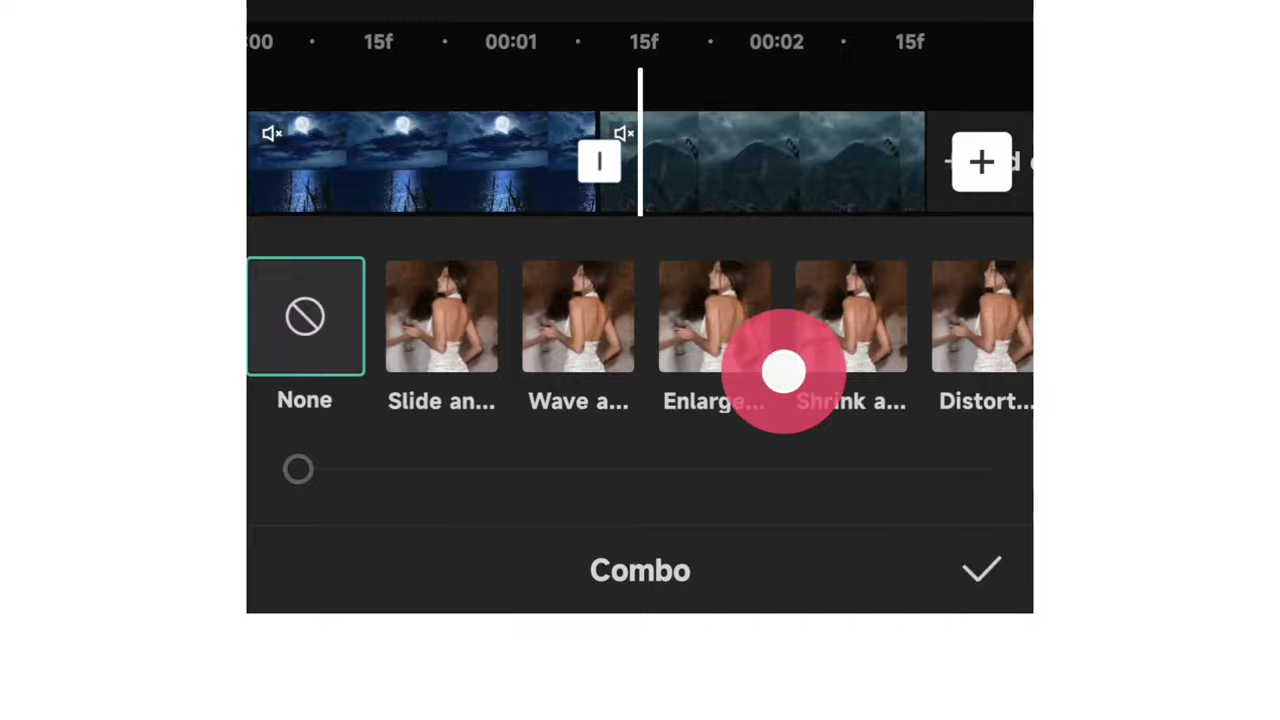 :00 15f 00:01 15f 00:02 15f
None Slide an... Wave a... Enlarge... Shrink a... Distort...
Combo